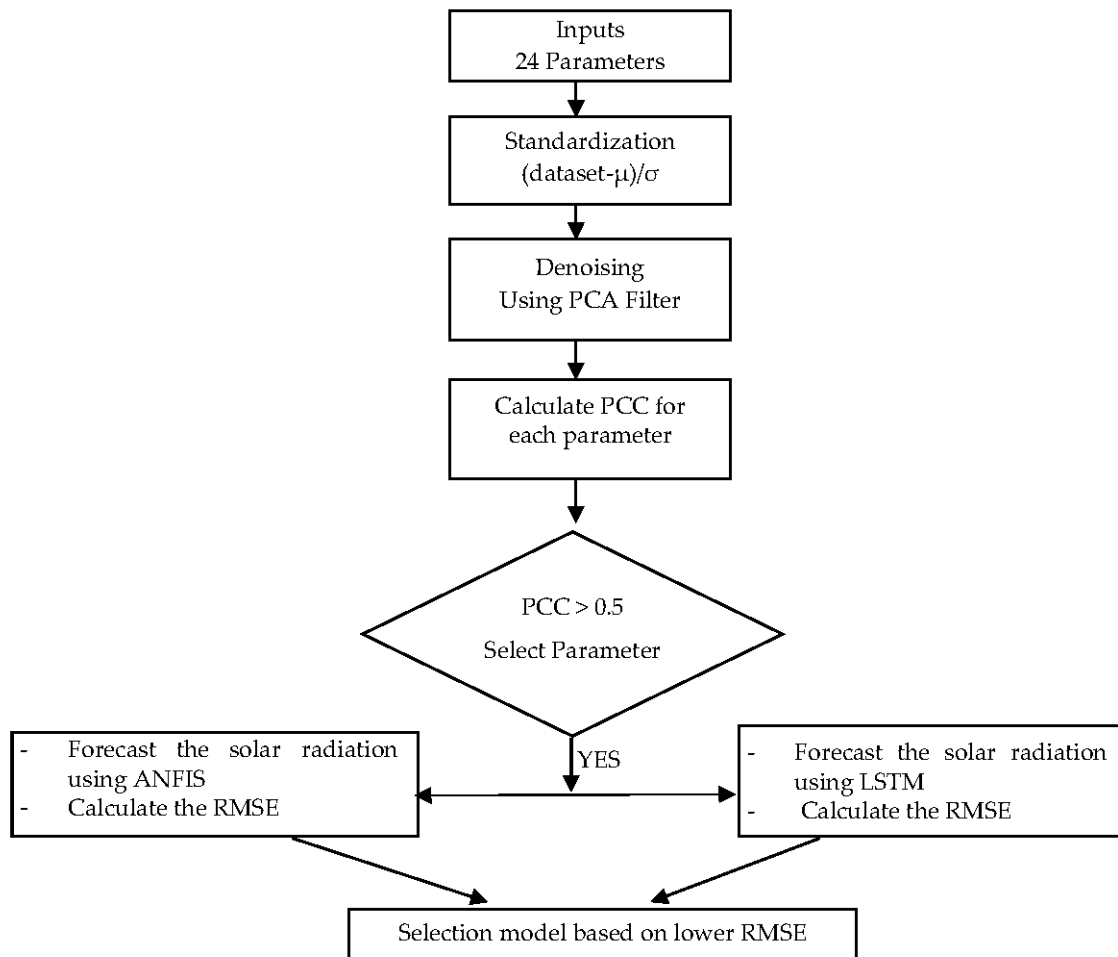 Inputs
24 Parameters
Standardization
(dataset-μ)/σ
Denoising
Using PCA Filter
Calculate PCC for
each parameter
PCC > 0.5
Select Parameter
YES
- Forecast the solar radiation
using ANFIS
- Calculate the RMSE
- Forecast the solar radiation
using LSTM
- Calculate the RMSE
Selection model based on lower RMSE